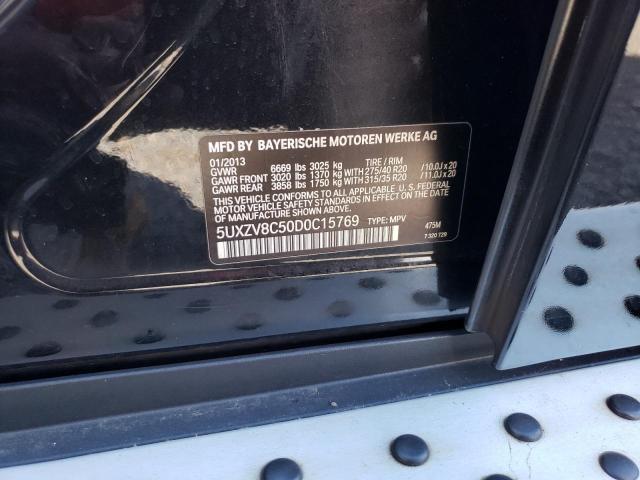 MFD BY BAYERISCHE MOTOREN WERKE AG
01/2013
GVWR 6669 lbs 3025 kg TIRE / RIM
GAWR FRONT 3020 lbs 1370 kg WITH 275/40 R20 /10.0J x 20
GAWR REAR 3858 lbs 1750 kg WITH 315/35 R20 /11.0J x 20
THIS VEHICLE CONFORMS TO ALL APPLICABLE U. S. FEDERAL
MOTOR VEHICLE SAFETY STANDARDS IN EFFECT ON THE
DATE OF MANUFACTURE SHOWN ABOVE.
5UXZV8C50D0C15769 TYPE: MPV 475M
7 320 729